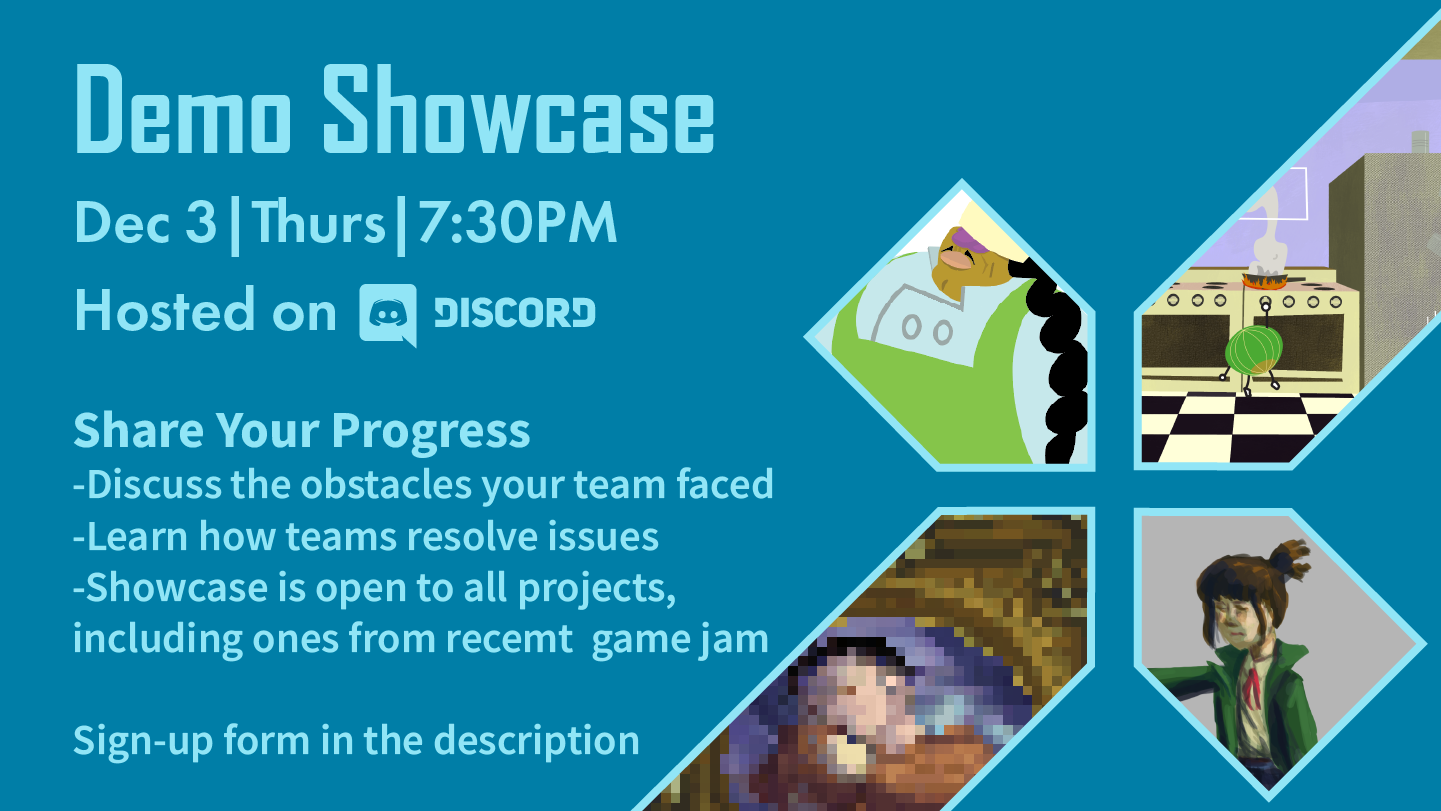 Demo Showcase
Dec 3|Thurs|7:30PM
Hosted on DISCORD
Share Your Progress
-Discuss the obstacles your team faced
-Learn how teams resolve issues
-Showcase is open to all projects,
including ones from recemt  game jam
Sign-up form in the description